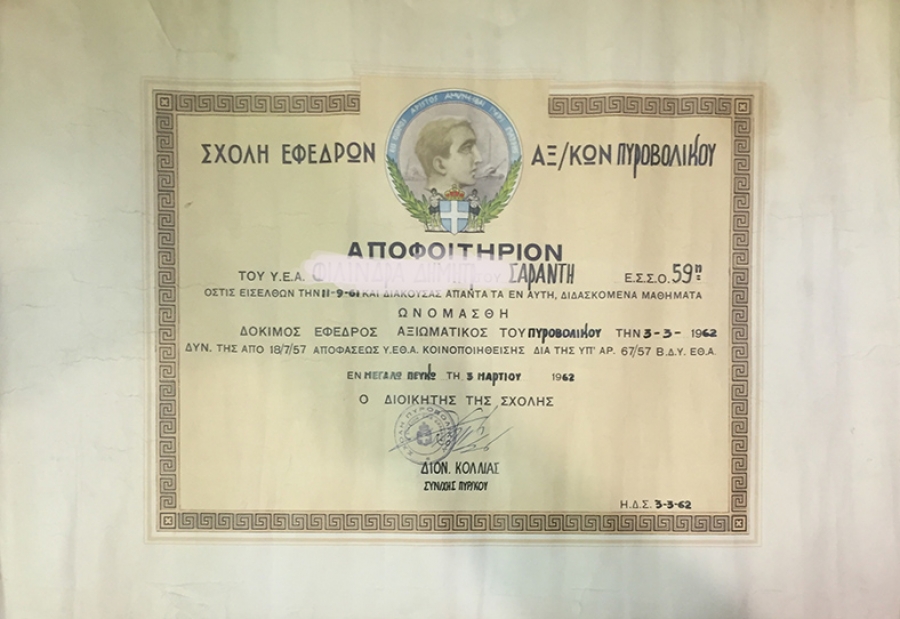 ΣΧΟΛΗ ΕΦΕΔΡΩΝ ΑΞ/ΚΩΝ ΠΥΡΟΒΟΛΙΚΟΥ
ΑΠΟΦΟΙΤΗΡΙΟΝ
ΤΟΥ Υ.Ε.Α. ΣΑΡΑΝΤΗ Ε.Σ.Σ.Ο. 59η
ΟΣΤΙΣ ΕΙΣΕΛΘΩΝ ΤΗΝ 11-9-61 ΚΑΙ ΔΙΑΚΟΥΣΑΣ ΑΠΑΝΤΑ ΤΑ ΕΝ ΑΥΤΗ, ΔΙΔΑΣΚΟΜΕΝΑ ΜΑΘΗΜΑΤΑ
ΩΝΟΜΑΣΘΗ
ΔΟΚΙΜΟΣ ΕΦΕΔΡΟΣ ΑΞΙΩΜΑΤΙΚΟΣ ΤΟΥ ΠΥΡΟΒΟΛΙΚΟΥ ΤΗΝ 3-3- 1962
ΔΥΝ. ΤΗΣ ΑΠΟ 18/7/57 ΑΠΟΦΑΣΕΩΣ Υ.ΕΘ.Α. ΚΟΙΝΟΠΟΙΗΘΕΙΣΗΣ ΔΙΑ ΤΗΣ ΥΠ' ΑΡ. 67/57 Β.Δ.Υ. ΕΘ.Α.
ΕΝ ΜΕΓΑΛΩ ΠΕΥΚΩ ΤΗ 3 ΜΑΡΤΙΟΥ 1962
Ο ΔΙΟΙΚΗΤΗΣ ΤΗΣ ΣΧΟΛΗΣ
ΔΙΟΝ. ΚΟΛΛΙΑΣ
ΣΥΝ/ΧΗΣ ΠΥΡ/ΚΟΥ
Η.Δ.Σ. 3-3-62